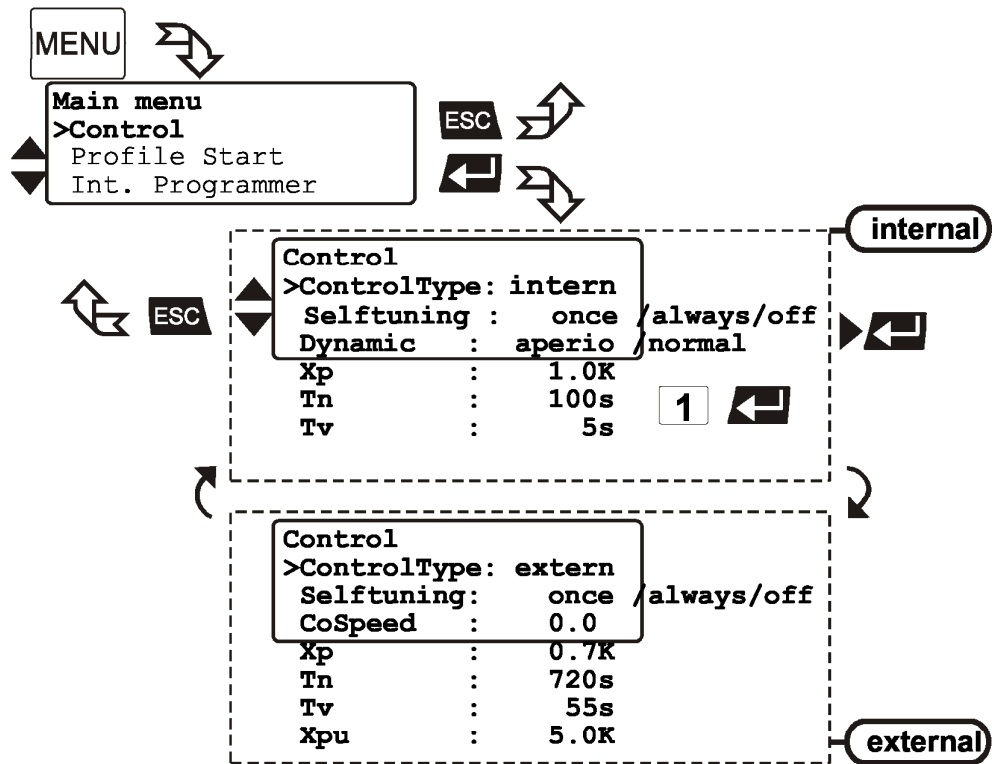 MENU
Main menu
>Control
Profile Start
Int. Programmer
ESC
internal
Control
>ControlType: intern
Selftuning : once /always/off
Dynamic : aperio /normal
Xp : 1.0K
Tn : 100s
Tv : 5s
ESC
1
Control
>ControlType: extern
Selftuning: once /always/off
CoSpeed : 0.0
Xp : 0.7K
Tn : 720s
Tv : 55s
Xpu : 5.0K
external